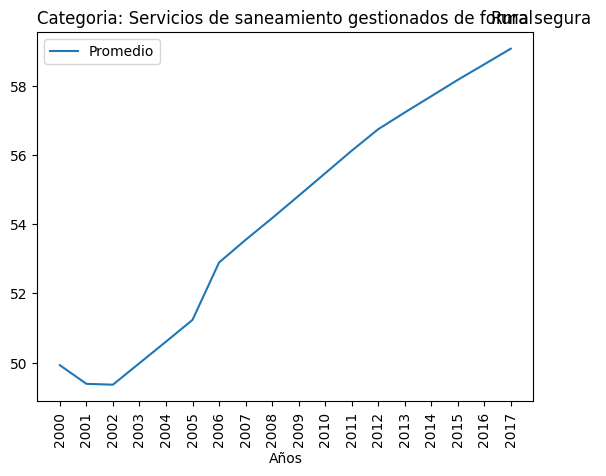 Categoria: Servicios de saneamiento gestionados de forma segura
Rural
Promedio
58
56
54
52
50
2000 2001 2002 2003 2004 2005 2006 2007 2008 2009 2010 2011 2012 2013 2014 2015 2016 2017
Años